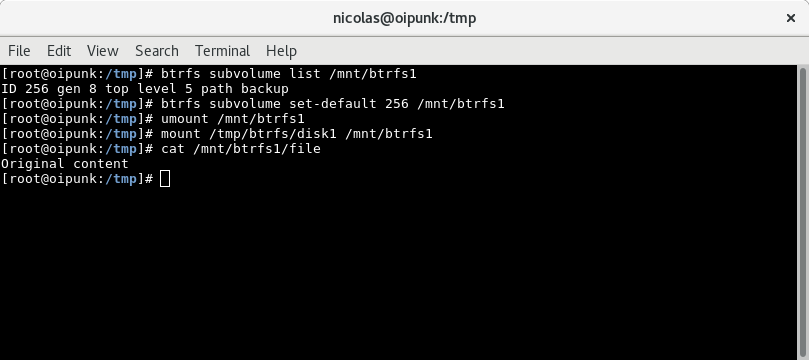 nicolas@oipunk:/tmp
File Edit View Search Terminal Help
[root@oipunk:/tmp]# btrfs subvolume list /mnt/btrfs1
ID 256 gen 8 top level 5 path backup
[root@oipunk:/tmp]# btrfs subvolume set-default 256 /mnt/btrfs1
[root@oipunk:/tmp]# umount /mnt/btrfs1
[root@oipunk:/tmp]# mount /tmp/btrfs/disk1 /mnt/btrfs1
[root@oipunk:/tmp]# cat /mnt/btrfs1/file
Original content
[root@oipunk:/tmp]#